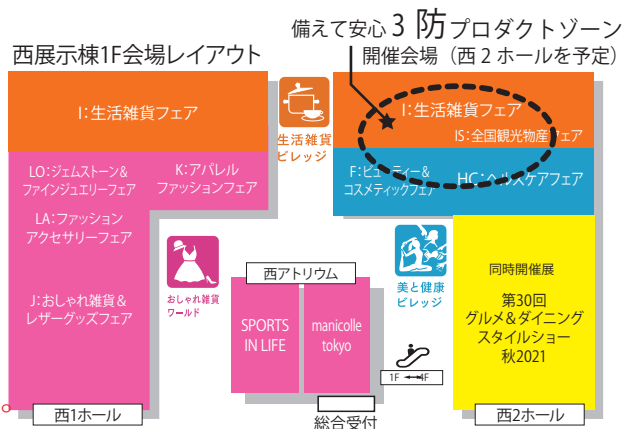 備えて安心3防プロダクトゾーン
開催会場（西2ホールを予定）
西展示棟1F会場レイアウト
I：生活雑貨フェア
生活雑貨
ビレッジ
I：生活雑貨フェア
IS：全国観光物産フェア
LO：ジェムストーン＆
ファインジュエリーフェア
K：アパレル
ファッションフェア
F：ビューティー＆
コスメティックフェア
HC：ヘルスケアフェア
LA：ファッション
アクセサリーフェア
J：おしゃれ雑貨＆
レザーグッズフェア
おしゃれ雑貨
ワールド
西アトリウム
SPORTS
IN LIFE
manicolle
tokyo
美と健康
ビレッジ
1F 4F
同時開催展
第30回
グルメ＆ダイニング
スタイルショー
秋2021
西1ホール
総合受付
西2ホール